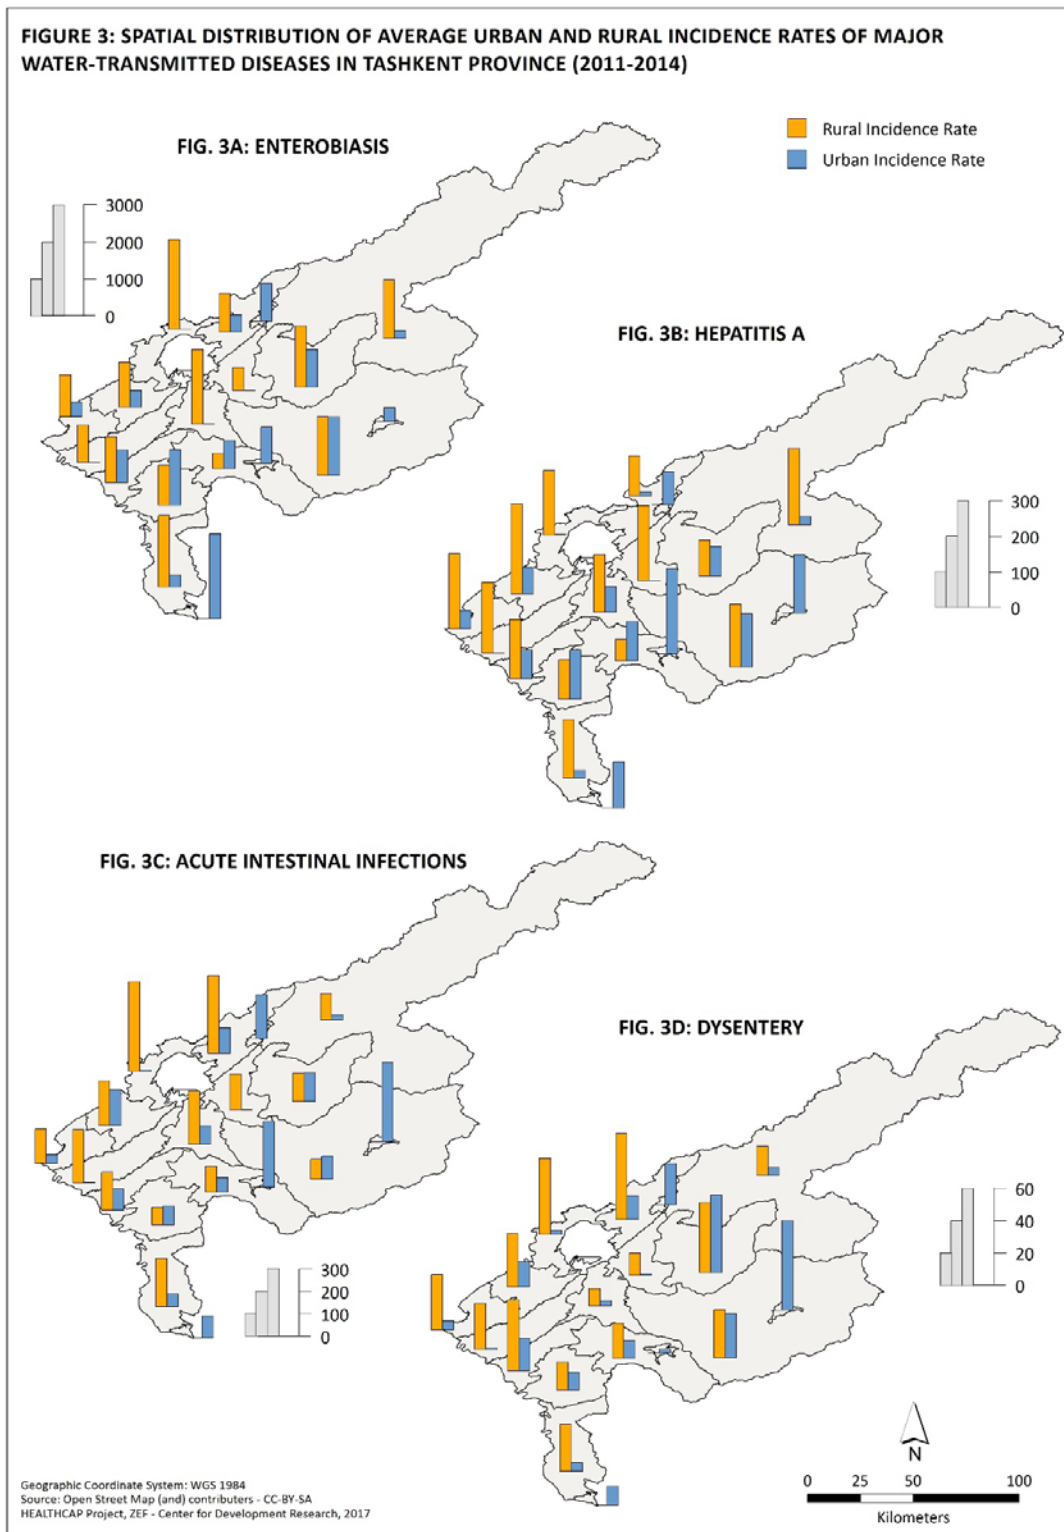 FIGURE 3: SPATIAL DISTRIBUTION OF AVERAGE URBAN AND RURAL INCIDENCE RATES OF MAJOR
WATER-TRANSMITTED DISEASES IN TASHKENT PROVINCE (2011-2014)
Rural Incidence Rate
Urban Incidence Rate
FIG. 3A: ENTEROBIASIS
3000
2000
1000
0
FIG. 3B: HEPATITIS A
300
200
100
0
FIG. 3C: ACUTE INTESTINAL INFECTIONS
300
200
100
0
FIG. 3D: DYSENTERY
60
40
20
0
N
0 25 50 100
Kilometers
Geographic Coordinate System: WGS 1984
Source: Open Street Map (and) contributers - CC-BY-SA
HEALTHCAP Project, ZEF - Center for Development Research, 2017